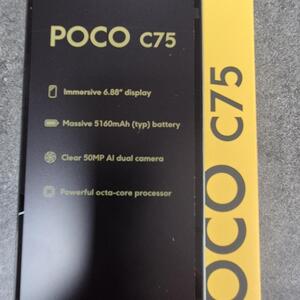 POCO C75
Immersive 6.88" display
Massive 5160mAh (typ) battery
Clear 50MP AI dual camera
Powerful octa-core processor
OCO C75